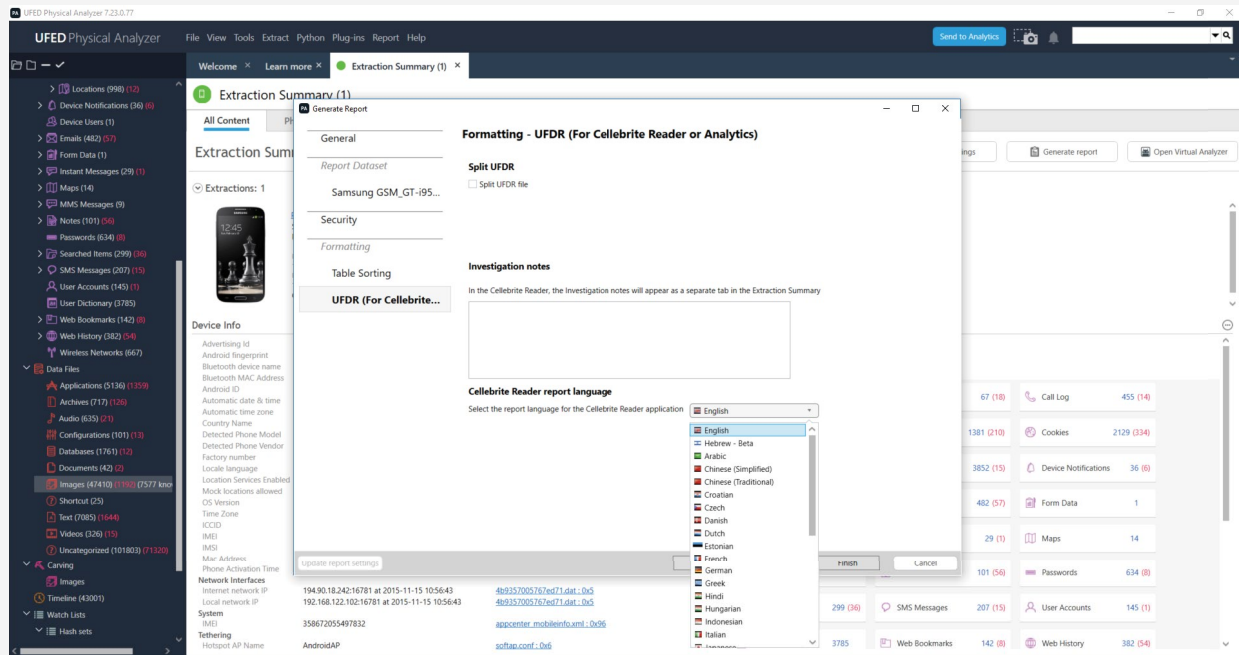 UFED Physical Analyzer 7.23.0.77
UFED Physical Analyzer
File View Tools Extract Python Plug-ins Report Help
Send to Analytics
Welcome
Learn more
Extraction Summary (1)
Locations (998) (12)
Device Notifications (36) (6)
Device Users (1)
Emails (482) (57)
Form Data (1)
Instant Messages (29) (1)
Maps (14)
MMS Messages (9)
Notes (101) (56)
Passwords (634) (8)
Searched Items (299) (36)
SMS Messages (207) (15)
User Accounts (145) (1)
User Dictionary (3785)
Web Bookmarks (142) (8)
Web History (382) (54)
Wireless Networks (667)
Data Files
Applications (5136) (1359)
Archives (717) (126)
Audio (635) (21)
Configurations (101) (13)
Databases (1761) (12)
Documents (42) (2)
Images (47410) (1192) (7577 kno
Shortcut (25)
Text (7085) (1644)
Videos (326) (15)
Uncategorized (101803) (71320)
Carving
Images
Timeline (43001)
Watch Lists
Hash sets
Extraction Summary (1)
All Content
Extraction Sum
ings
Generate report
Open Virtual Analyzer
Extractions: 1
SAMSUNG
12:45
Device Info
Advertising Id
Android fingerprint
Bluetooth device name
Bluetooth MAC Address
Android ID
Automatic date & time
Automatic time zone
Country Name
Detected Phone Model
Detected Phone Vendor
Factory number
Locale language
Location Services Enabled
Mock locations allowed
OS Version
Time Zone
ICCID
IMEI
IMSI
Mac Address
Phone Activation Time
Network Interfaces
Internet network IP 194.90.18.242:16781 at 2015-11-15 10:56:43 4b9357005767ed71.dat : 0x5
Local network IP 192.168.122.102:16781 at 2015-11-15 10:56:43 4b9357005767ed71.dat : 0x5
System
IMEI 358672055497832 appcenter_mobileinfo.xml : 0x96
Tethering
Hotspot AP Name AndroidAP softap.conf : 0x6
Generate Report
General
Report Dataset
Samsung GSM_GT-i95...
Security
Formatting
Table Sorting
UFDR (For Cellebrite...
Formatting - UFDR (For Cellebrite Reader or Analytics)
Split UFDR
Split UFDR file
Investigation notes
In the Cellebrite Reader, the Investigation notes will appear as a separate tab in the Extraction Summary
Cellebrite Reader report language
Select the report language for the Cellebrite Reader application
English
English
Hebrew - Beta
Arabic
Chinese (Simplified)
Chinese (Traditional)
Croatian
Czech
Danish
Dutch
Estonian
French
German
Greek
Hindi
Hungarian
Indonesian
Italian
Japanese
Update report settings
Finish
Cancel
67 (18) Call Log 455 (14)
1381 (210) Cookies 2129 (334)
3852 (15) Device Notifications 36 (6)
482 (57) Form Data 1
29 (1) Maps 14
101 (56) Passwords 634 (8)
299 (36) SMS Messages 207 (15) User Accounts 145 (1)
3785 Web Bookmarks 142 (8) Web History 382 (54)